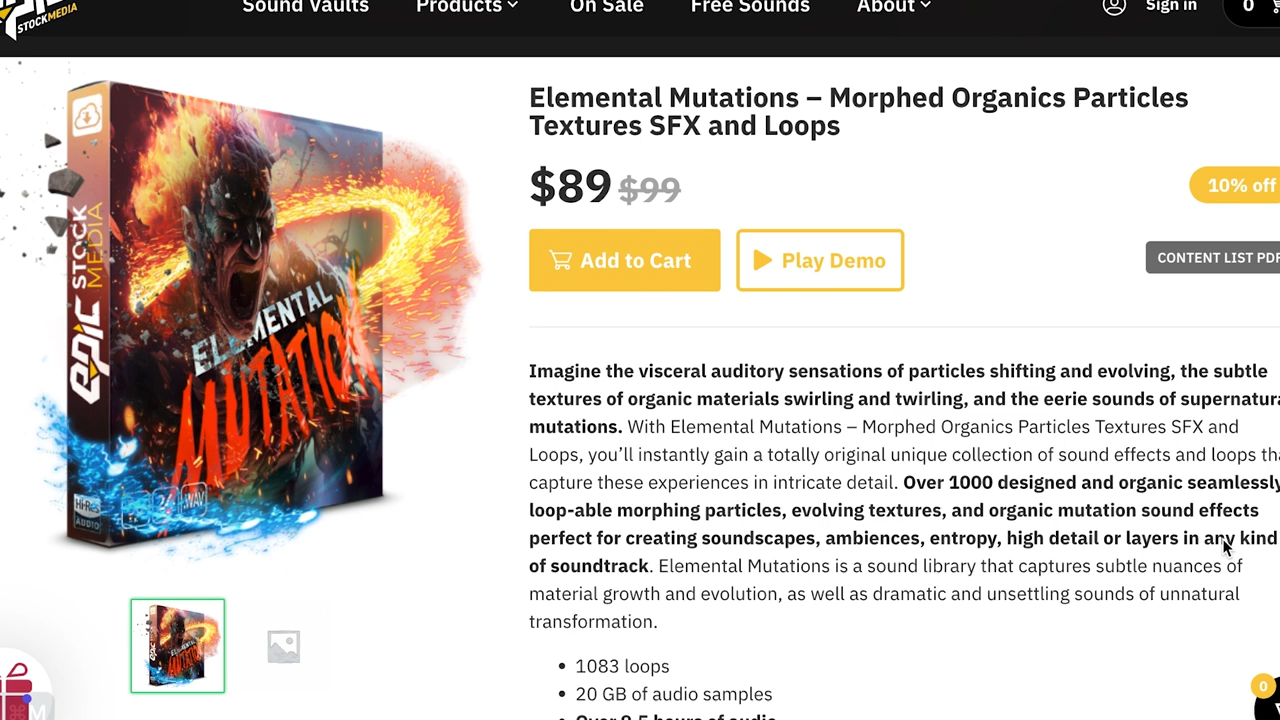 STOCKMEDIA
Sound Vaults
Products
On Sale
Free Sounds
About
Sign in
0
Elemental Mutations – Morphed Organics Particles
Textures SFX and Loops
$89 $99
10% off
Add to Cart
Play Demo
CONTENT LIST PDF
epic STOCK MEDIA
ELEMENTAL
MUTATION
Hi-Res
AUDIO
24
WAV
Imagine the visceral auditory sensations of particles shifting and evolving, the subtle
textures of organic materials swirling and twirling, and the eerie sounds of supernatura
mutations. With Elemental Mutations – Morphed Organics Particles Textures SFX and
Loops, you’ll instantly gain a totally original unique collection of sound effects and loops tha
capture these experiences in intricate detail. Over 1000 designed and organic seamlessly
loop-able morphing particles, evolving textures, and organic mutation sound effects
perfect for creating soundscapes, ambiences, entropy, high detail or layers in any kind
of soundtrack. Elemental Mutations is a sound library that captures subtle nuances of
material growth and evolution, as well as dramatic and unsettling sounds of unnatural
transformation.
• 1083 loops
• 20 GB of audio samples
0
M